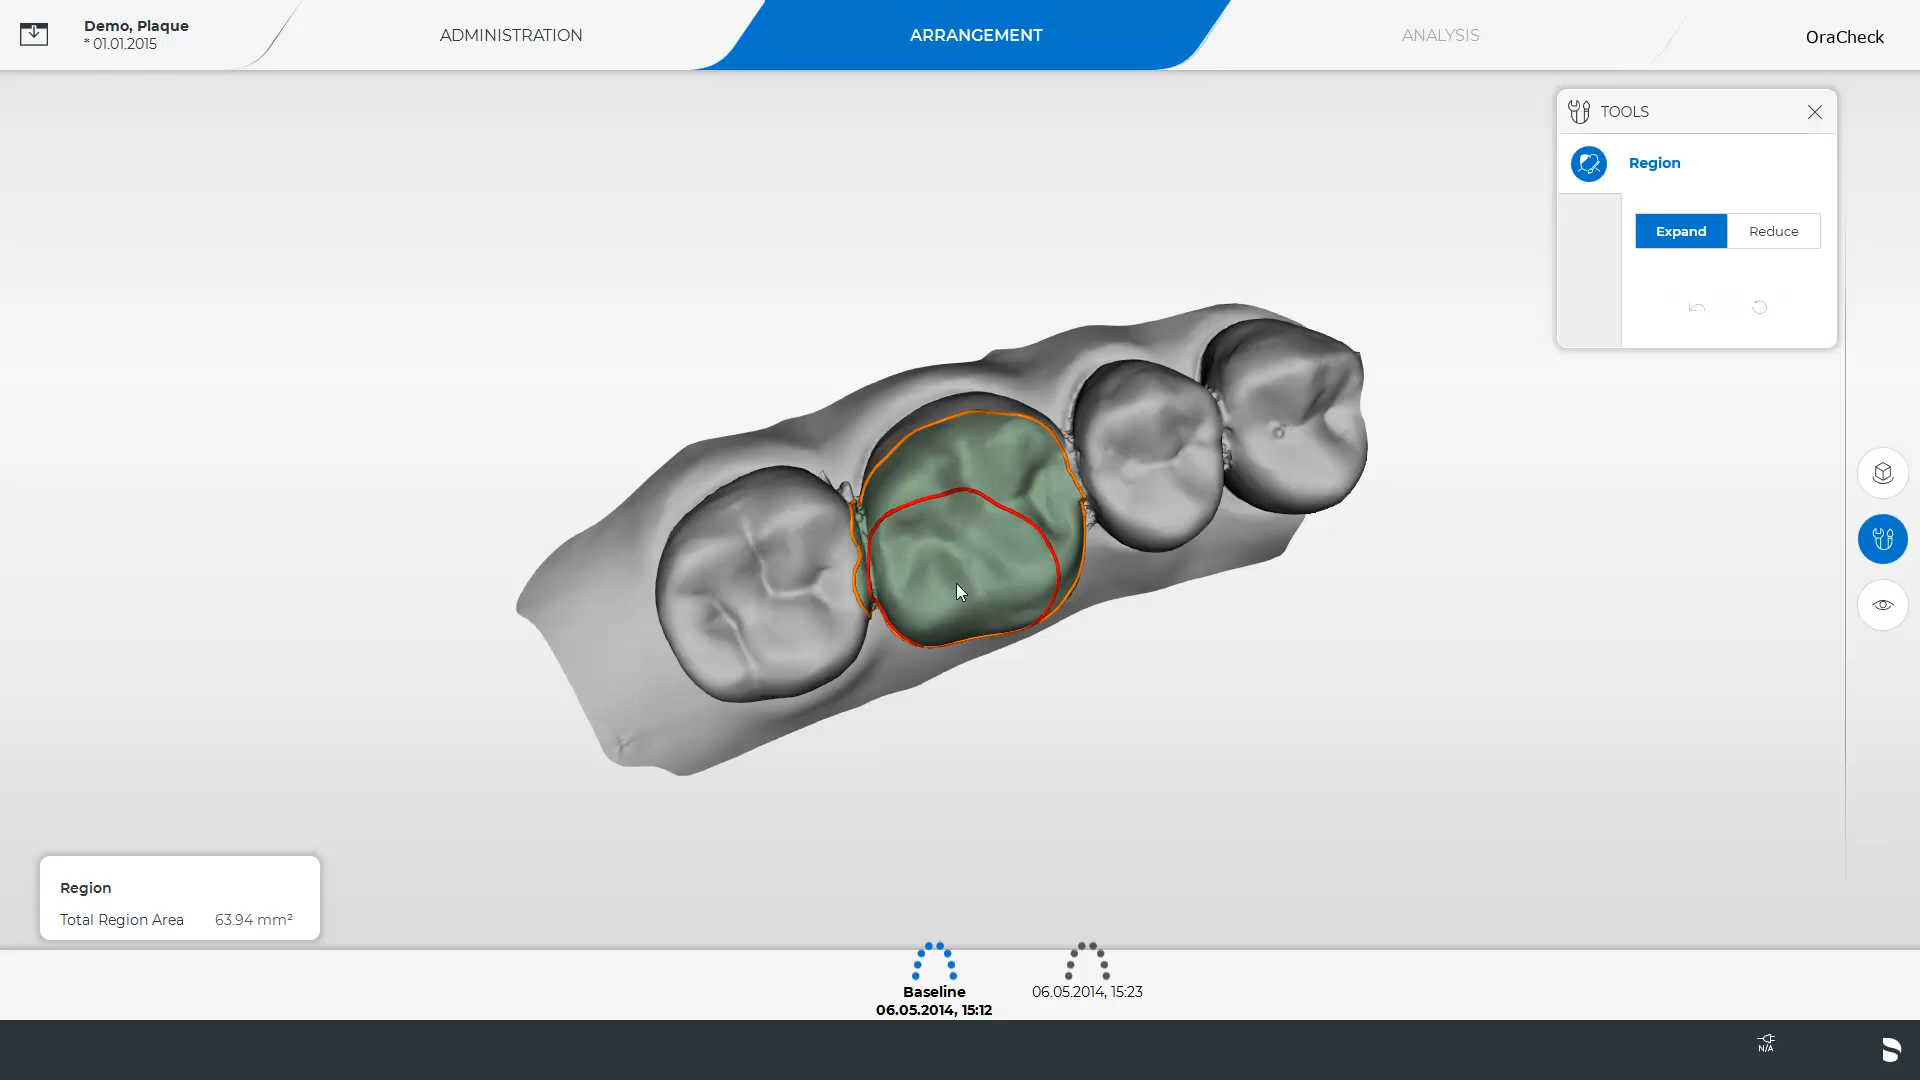 Demo, Plaque
* 01.01.2015
ADMINISTRATION
ARRANGEMENT
ANALYSIS
OraCheck
TOOLS
Region
Expand
Reduce
Region
Total Region Area 63.94 mm²
Baseline
06.05.2014, 15:12
06.05.2014, 15:23
N/A